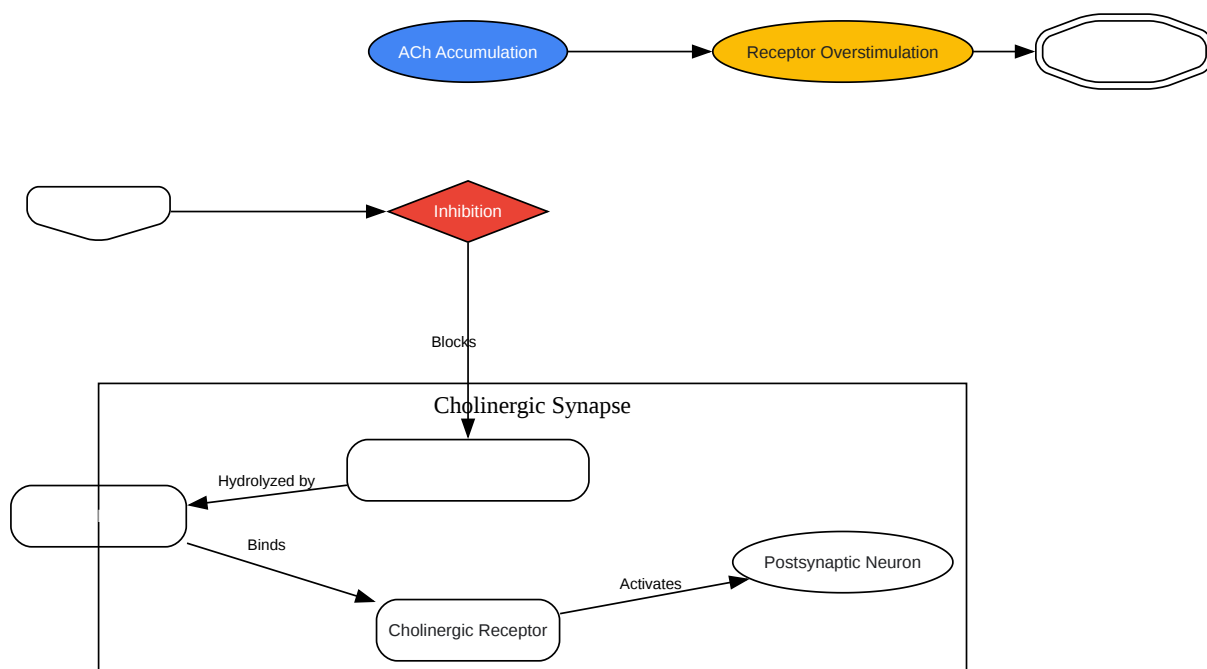 ACh Accumulation
Receptor Overstimulation
Inhibition
Blocks
Cholinergic Synapse
Hydrolyzed by
Binds
Activates
Postsynaptic Neuron
Cholinergic Receptor